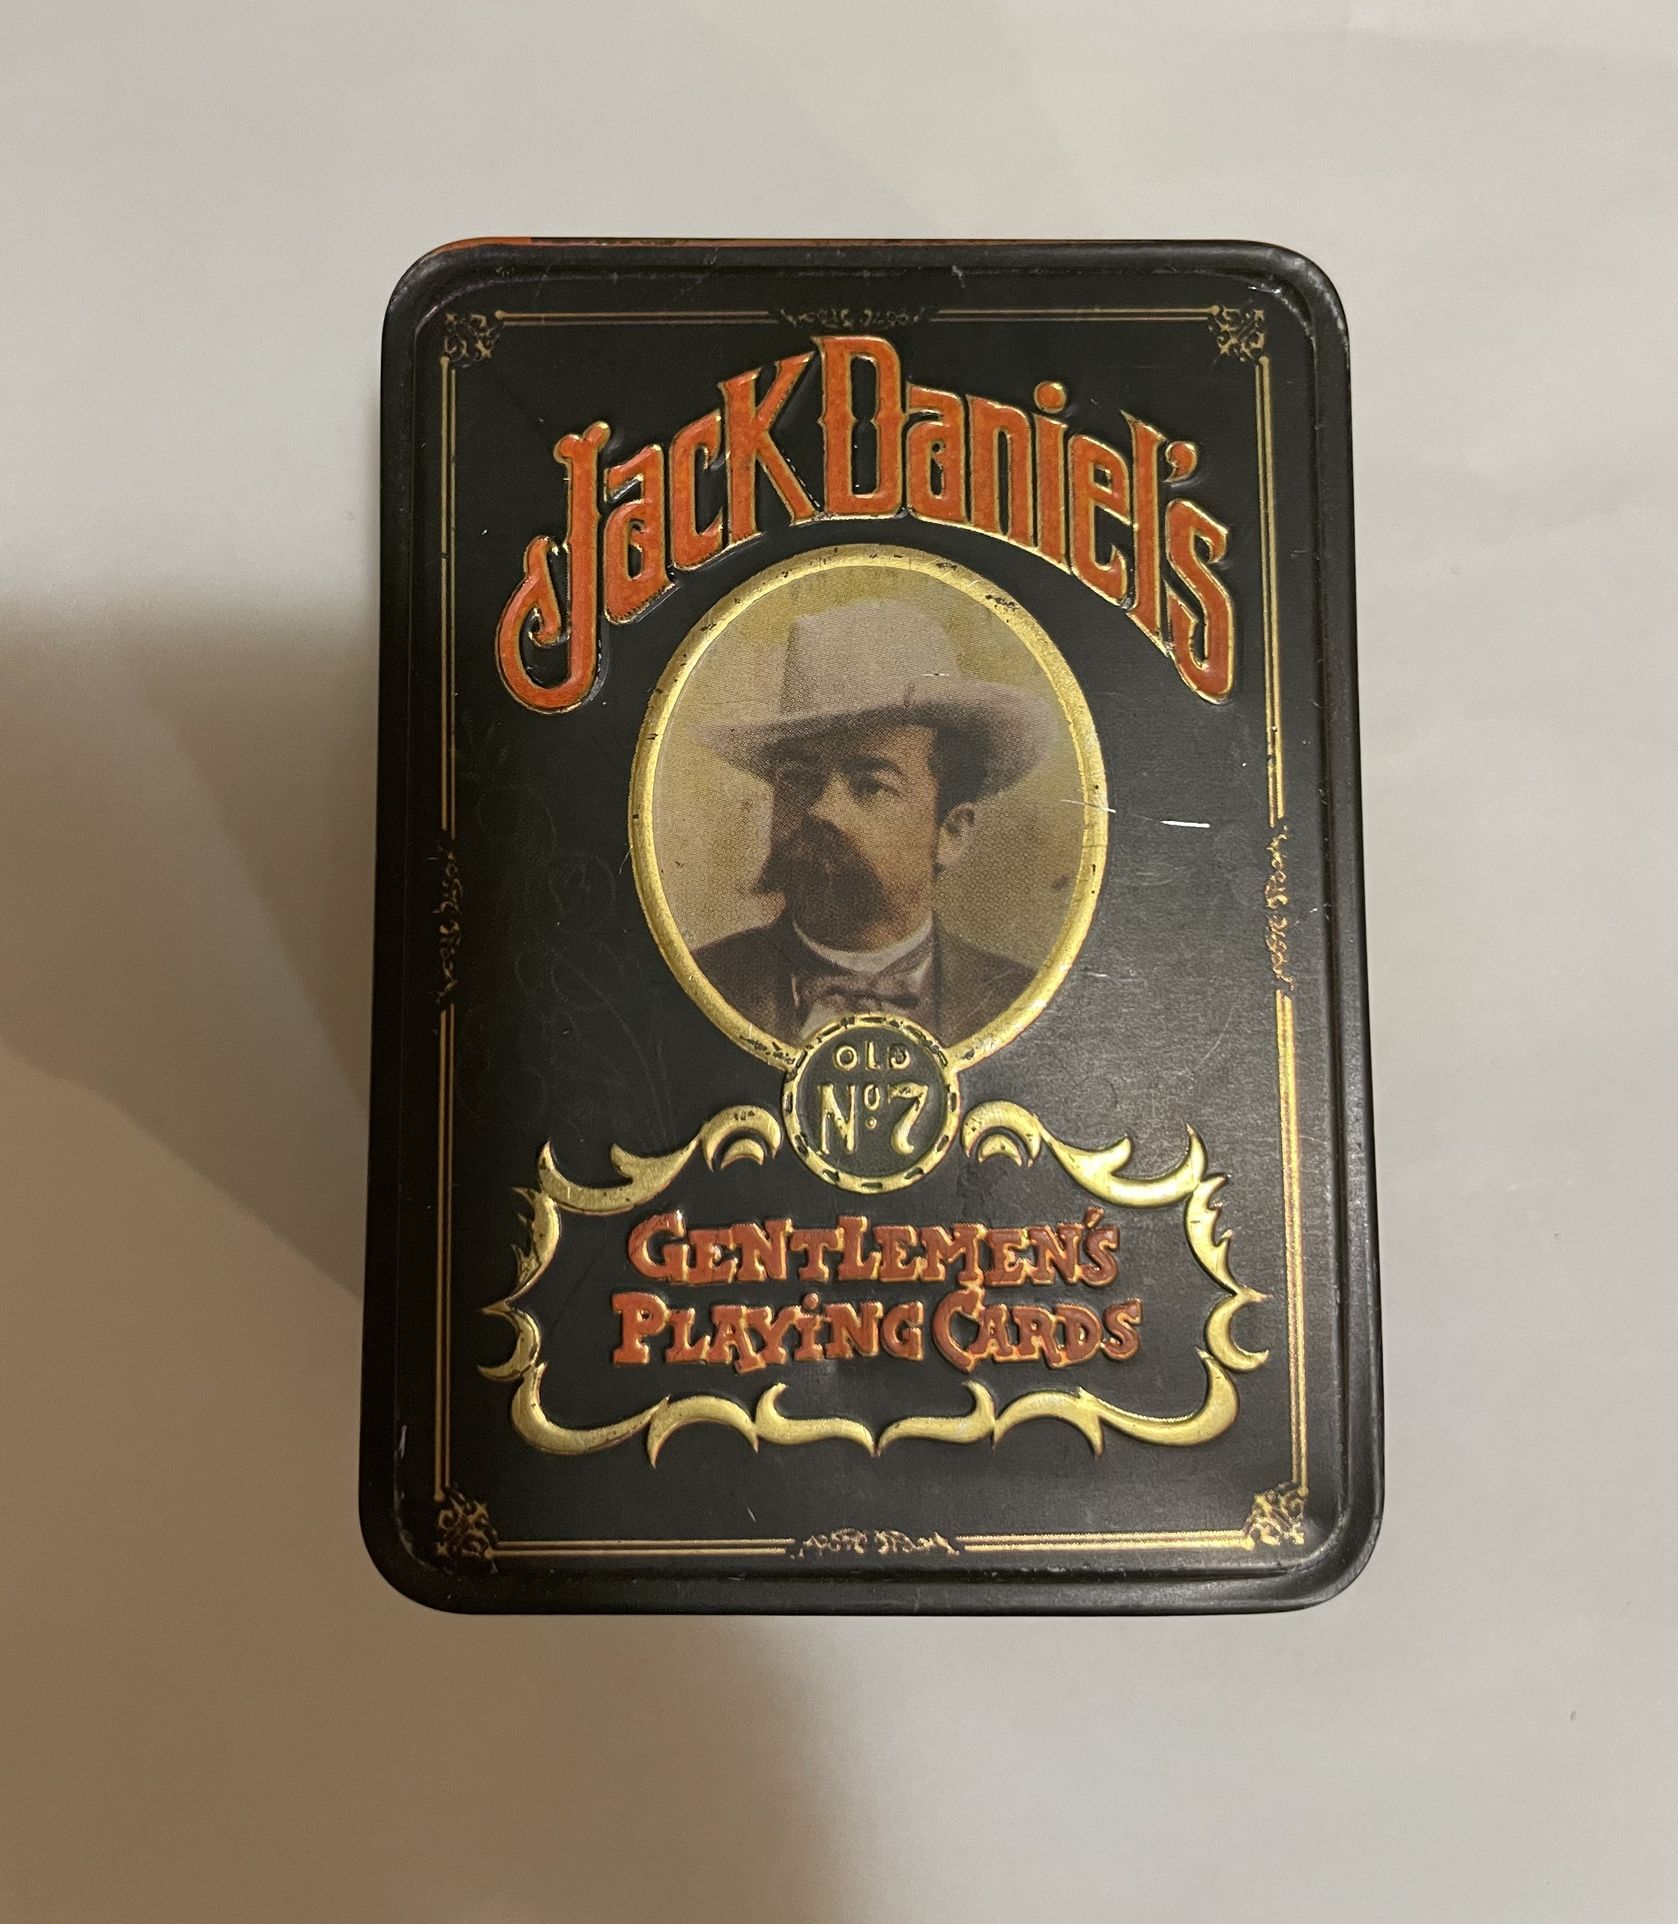 Jack Daniel's
OLD
Nº.7
GENTLEMEN'S
PLAYiNG CARDS